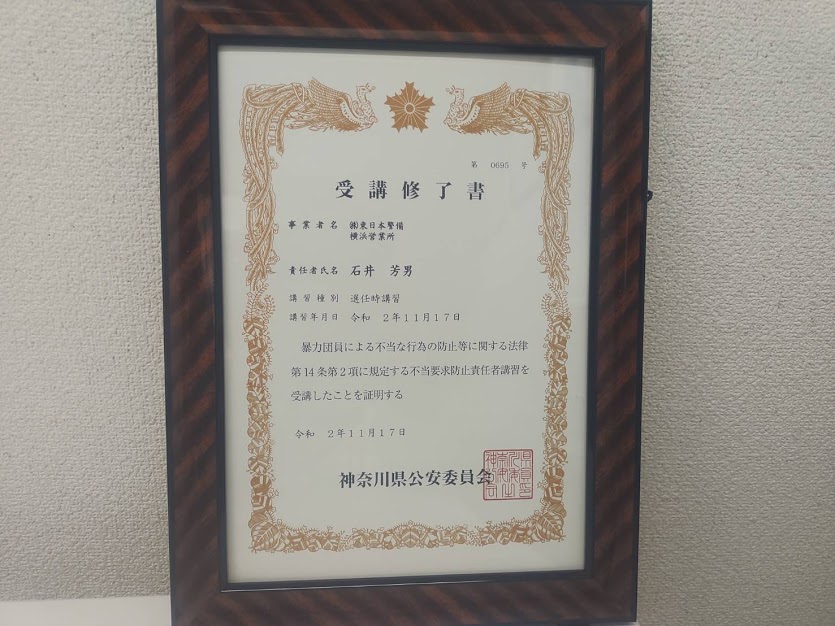 第 0695 号
受講修了書
事業者名 ㈱東日本警備
横浜営業所
責任者氏名 石井 芳男
講習種別 選任時講習
講習年月日 令和 2年11月17日
暴力団員による不当な行為の防止等に関する法律
第14条第2項に規定する不当要求防止責任者講習を
受講したことを証明する
令和 2年11月17日
神奈川県公安委員会